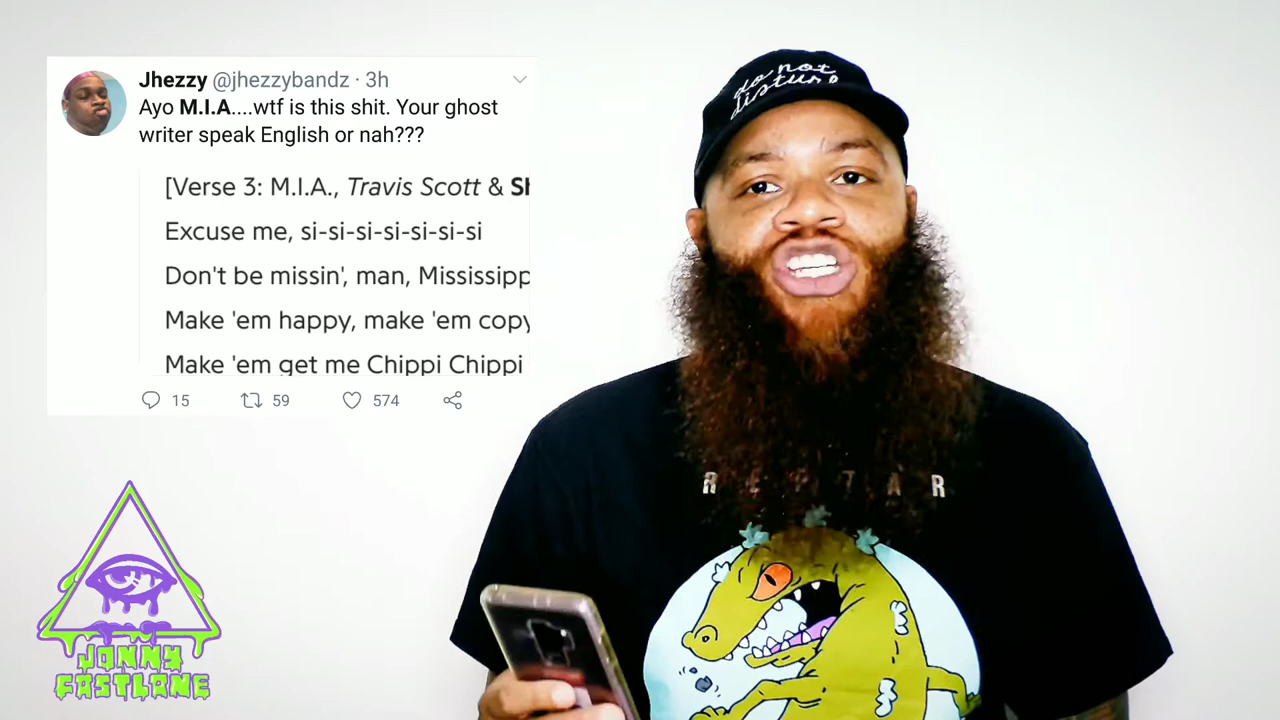 Jhezzy @jhezzybandz · 3h
Ayo M.I.A....wtf is this shit. Your ghost
writer speak English or nah???
[Verse 3: M.I.A., Travis Scott &
Excuse me, si-si-si-si-si-si-si
Don't be missin', man, Mississipp
Make 'em happy, make 'em copy
Make 'em get me Chippi Chippi
15 59 574
do not
disturb
REPTAR
JONNY
FASTLANE